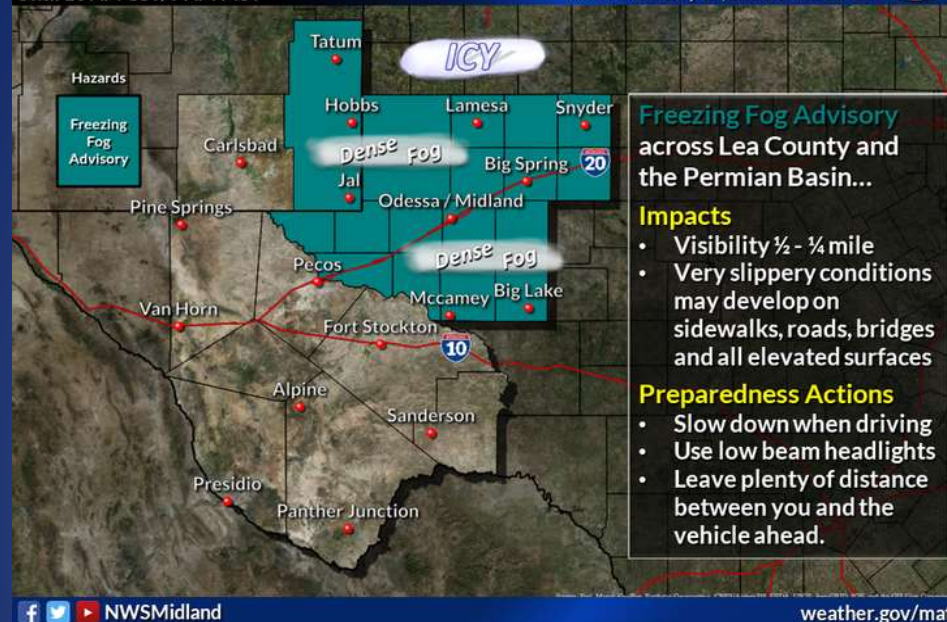 Tatum
ICY
Hazards
Freezing
Fog
Advisory
Hobbs
Lamesa
Snyder
Carlsbad
Dense Fog
Big Spring
20
Jal
Odessa / Midland
Pine Springs
Dense Fog
Pecos
Mccamey
Big Lake
Van Horn
Fort Stockton
10
Alpine
Sanderson
Presidio
Panther Junction
Freezing Fog Advisory
across Lea County and
the Permian Basin...
Impacts
• Visibility ½ - ¼ mile
• Very slippery conditions
may develop on
sidewalks, roads, bridges
and all elevated surfaces
Preparedness Actions
• Slow down when driving
• Use low beam headlights
• Leave plenty of distance
between you and the
vehicle ahead.
NWSMidland
weather.gov/maf